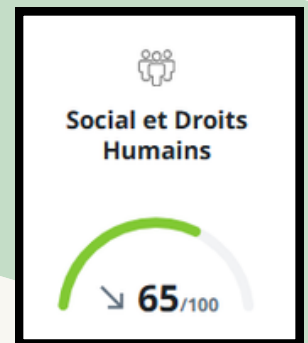 Social et Droits
Humains
↘ 65/100